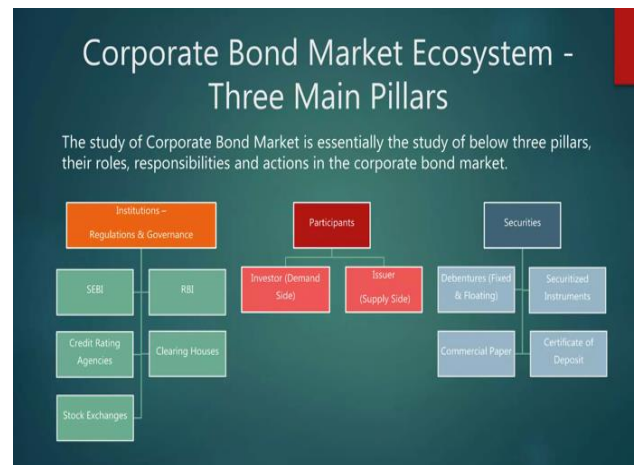 Corporate Bond Market Ecosystem -
Three Main Pillars
The study of Corporate Bond Market is essentially the study of below three pillars,
their roles, responsibilities and actions in the corporate bond market.
Institutions –
Regulations & Governance
SEBI
RBI
Credit Rating
Agencies
Clearing Houses
Stock Exchanges
Participants
Investor (Demand
Side)
Issuer
(Supply Side)
Securities
Debentures (Fixed
& Floating)
Securitized
Instruments
Commercial Paper
Certificate of
Deposit